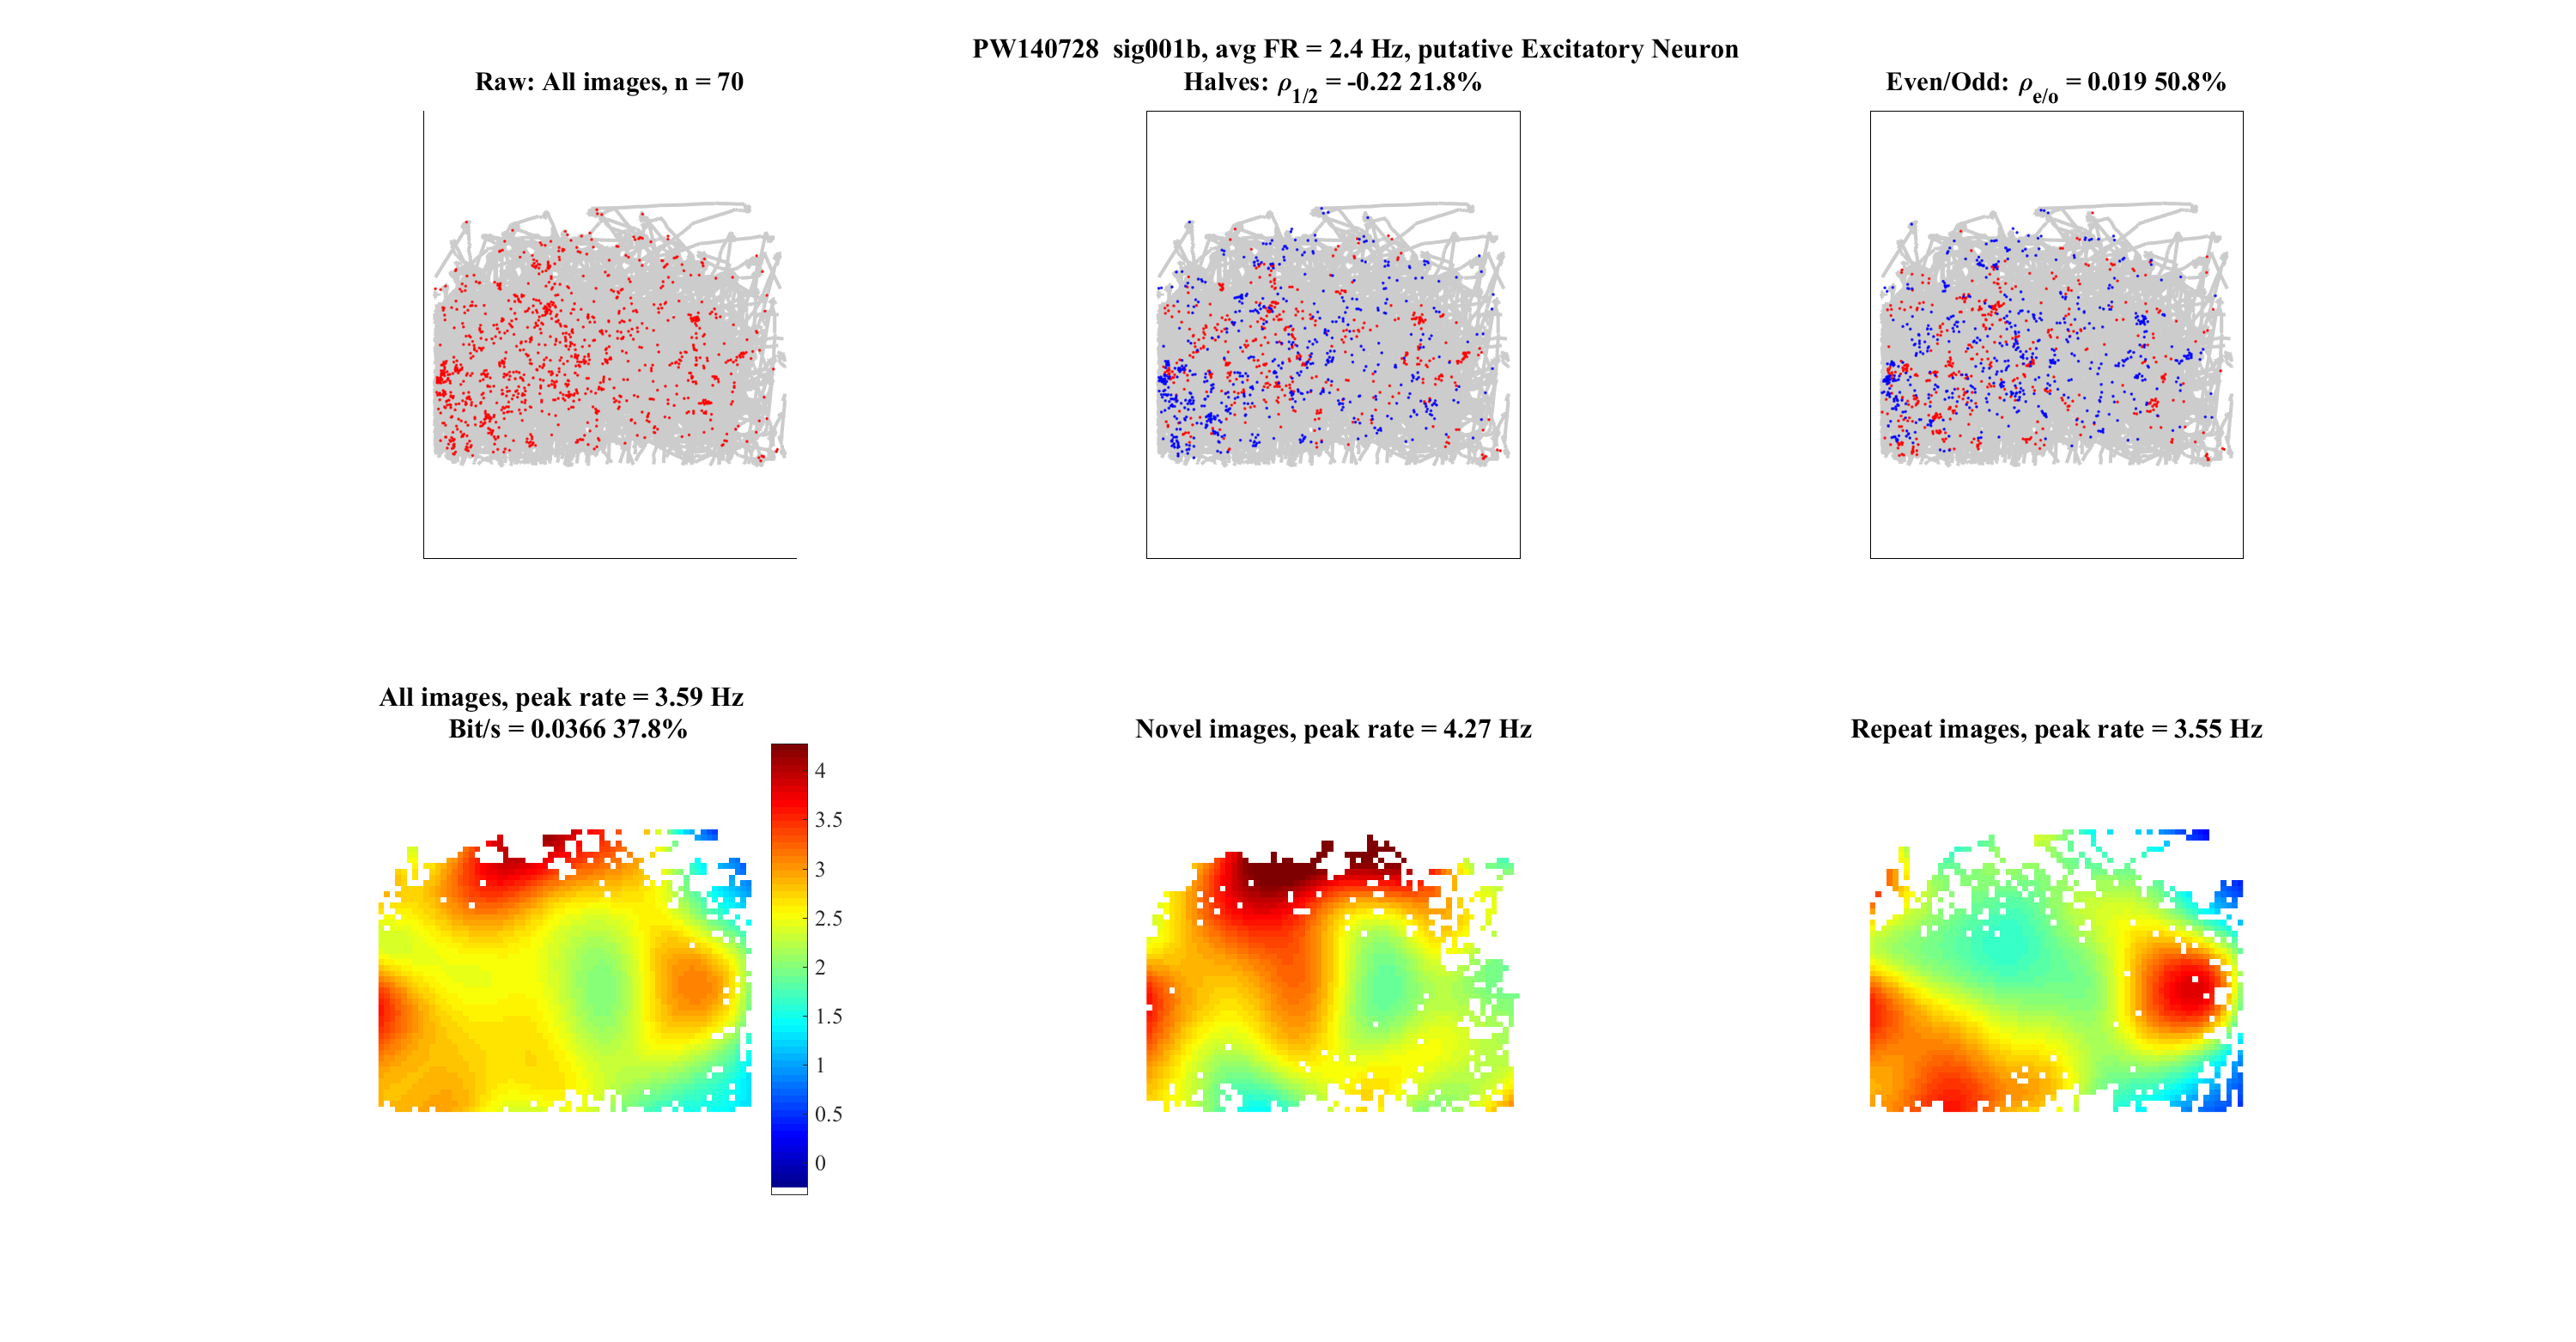 PW140728  sig001b, avg FR = 2.4 Hz, putative Excitatory Neuron
Raw: All images, n = 70
Halves: ρ1/2 = -0.22 21.8%
Even/Odd: ρe/o = 0.019 50.8%
All images, peak rate = 3.59 Hz
Bit/s = 0.0366 37.8%
Novel images, peak rate = 4.27 Hz
Repeat images, peak rate = 3.55 Hz
4
3.5
3
2.5
2
1.5
1
0.5
0